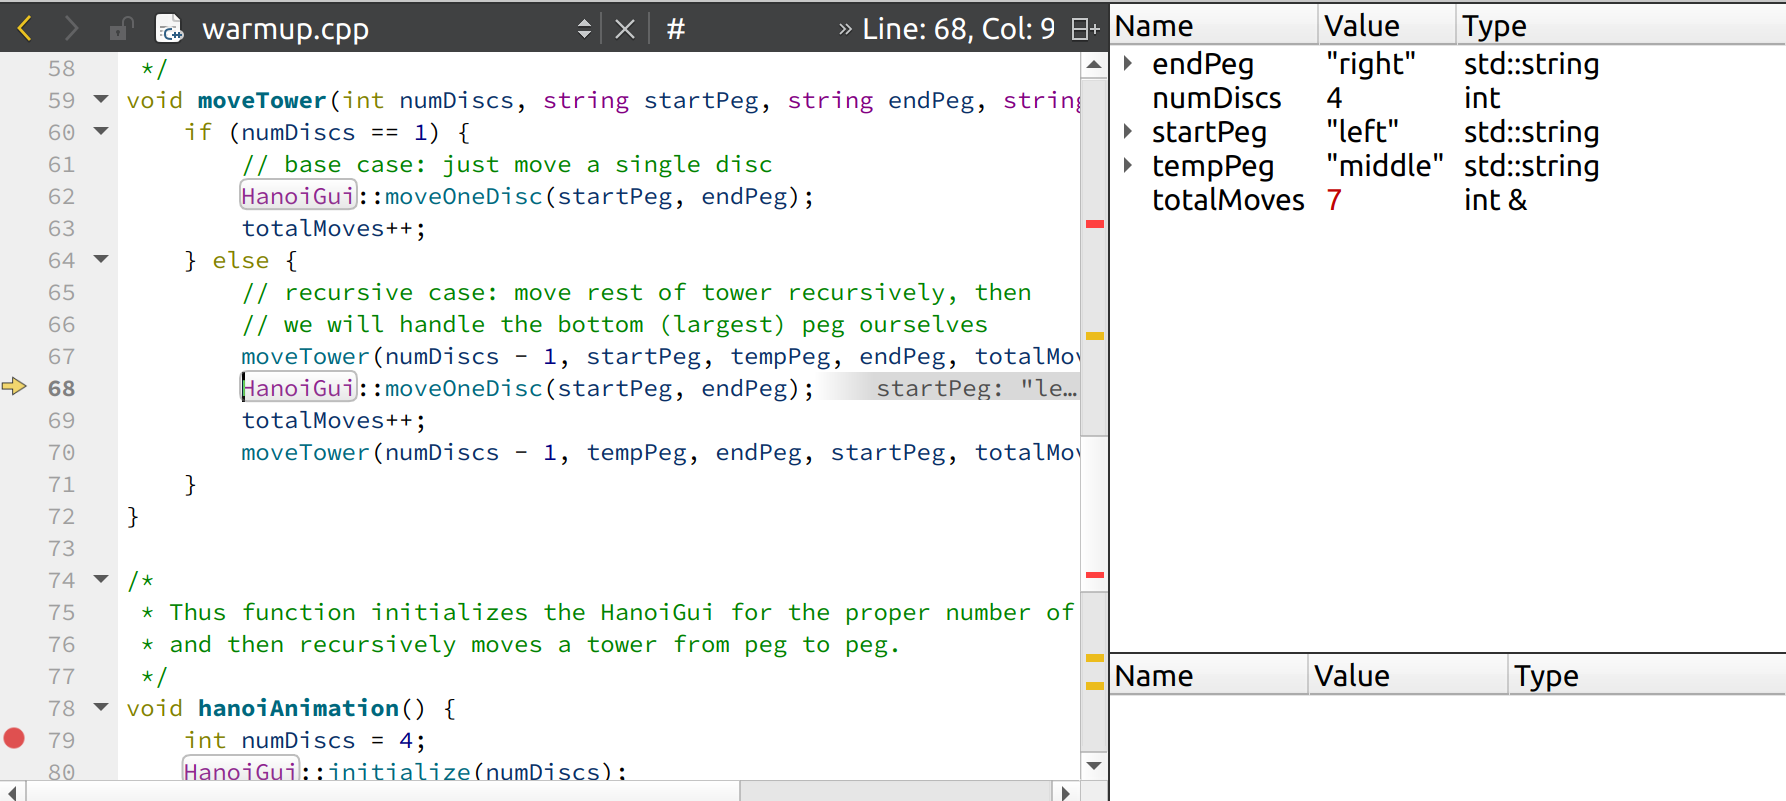 warmup.cpp # » Line: 68, Col: 9
58 */
59 void moveTower(int numDiscs, string startPeg, string endPeg, string
60 if (numDiscs == 1) {
61 // base case: just move a single disc
62 HanoiGui::moveOneDisc(startPeg, endPeg);
63 totalMoves++;
64 } else {
65 // recursive case: move rest of tower recursively, then
66 // we will handle the bottom (largest) peg ourselves
67 moveTower(numDiscs - 1, startPeg, tempPeg, endPeg, totalMov
68 HanoiGui::moveOneDisc(startPeg, endPeg); startPeg: "le…
69 totalMoves++;
70 moveTower(numDiscs - 1, tempPeg, endPeg, startPeg, totalMov
71 }
72 }
73
74 /*
75 * Thus function initializes the HanoiGui for the proper number of
76 * and then recursively moves a tower from peg to peg.
77 */
78 void hanoiAnimation() {
79 int numDiscs = 4;
80 HanoiGui::initialize(numDiscs);
Name Value Type
endPeg "right" std::string
numDiscs 4 int
startPeg "left" std::string
tempPeg "middle" std::string
totalMoves 7 int &
Name Value Type